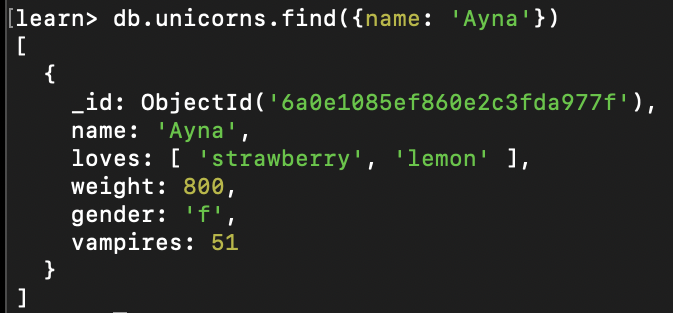 [learn> db.unicorns.find({name: 'Ayna'})
[
  {
    _id: ObjectId('6a0e1085ef860e2c3fda977f'),
    name: 'Ayna',
    loves: [ 'strawberry', 'lemon' ],
    weight: 800,
    gender: 'f',
    vampires: 51
  }
]